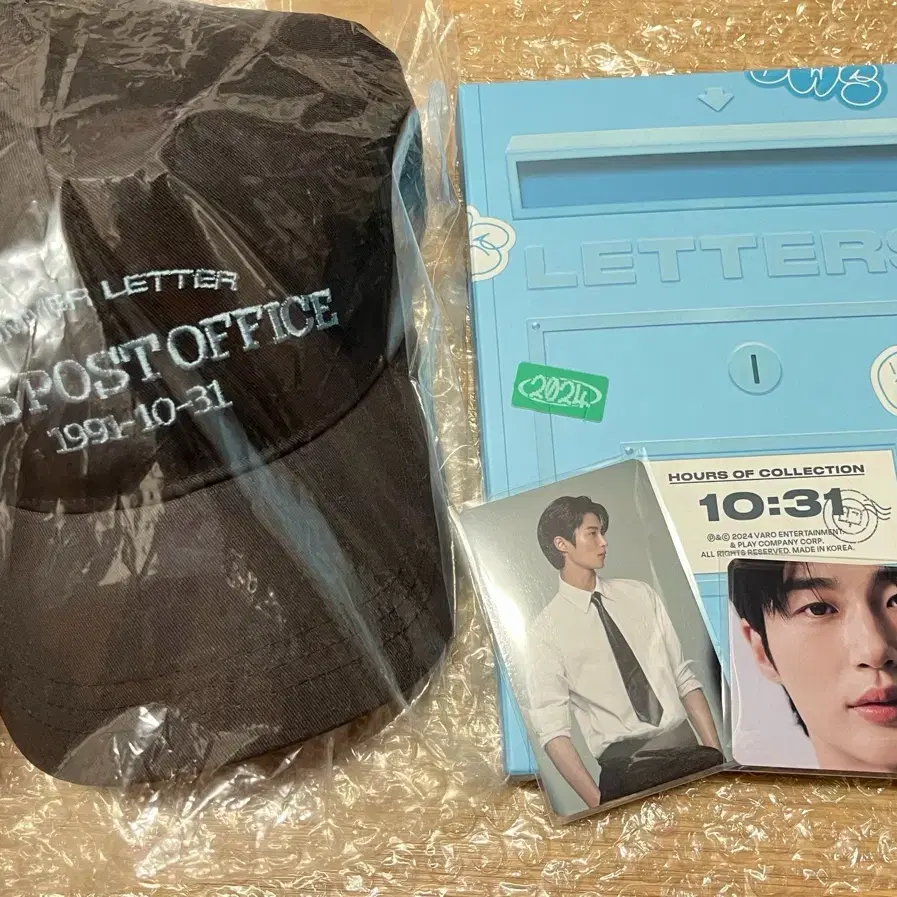 LETTER
POST OFFICE
1991-10-31
LETTERS
2024
HOURS OF COLLECTION
10:31
℗&© 2024 VARO ENTERTAINMENT.
& PLAY COMPANY CORP.
ALL RIGHTS RESERVED. MADE IN KOREA.